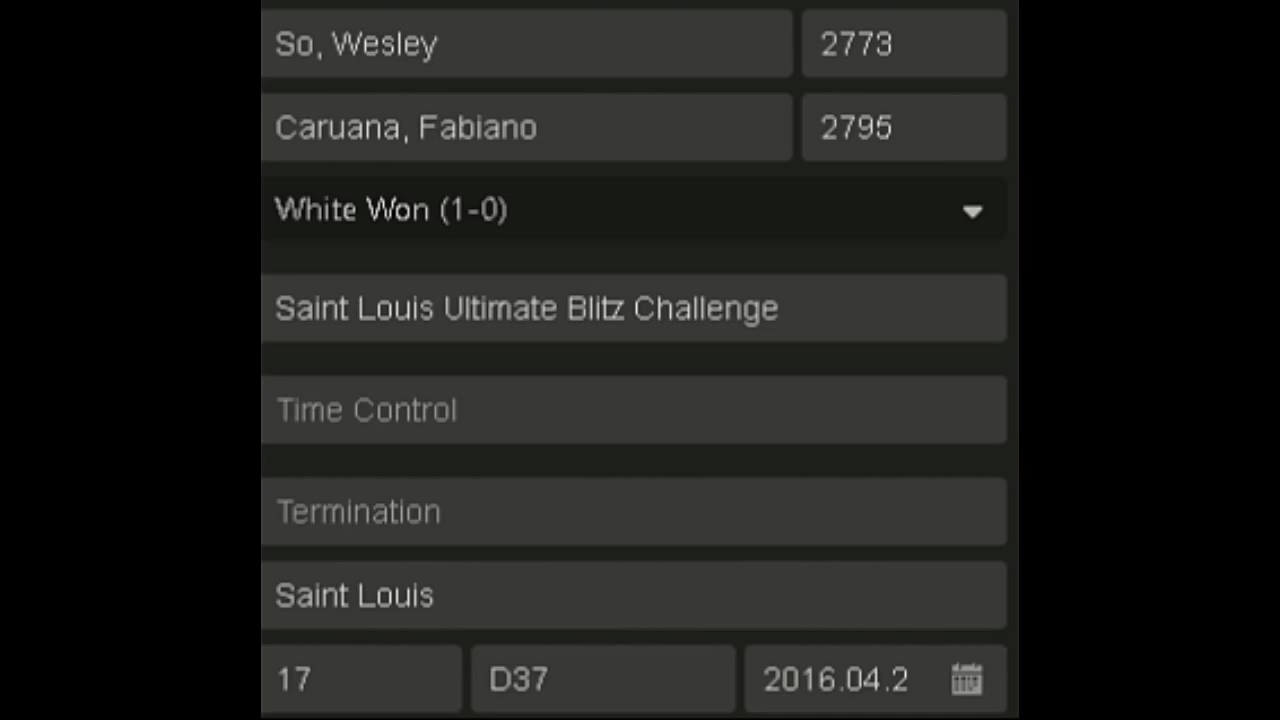 So, Wesley 2773
Caruana, Fabiano 2795
White Won (1-0)
Saint Louis Ultimate Blitz Challenge
Time Control
Termination
Saint Louis
17 D37 2016.04.2